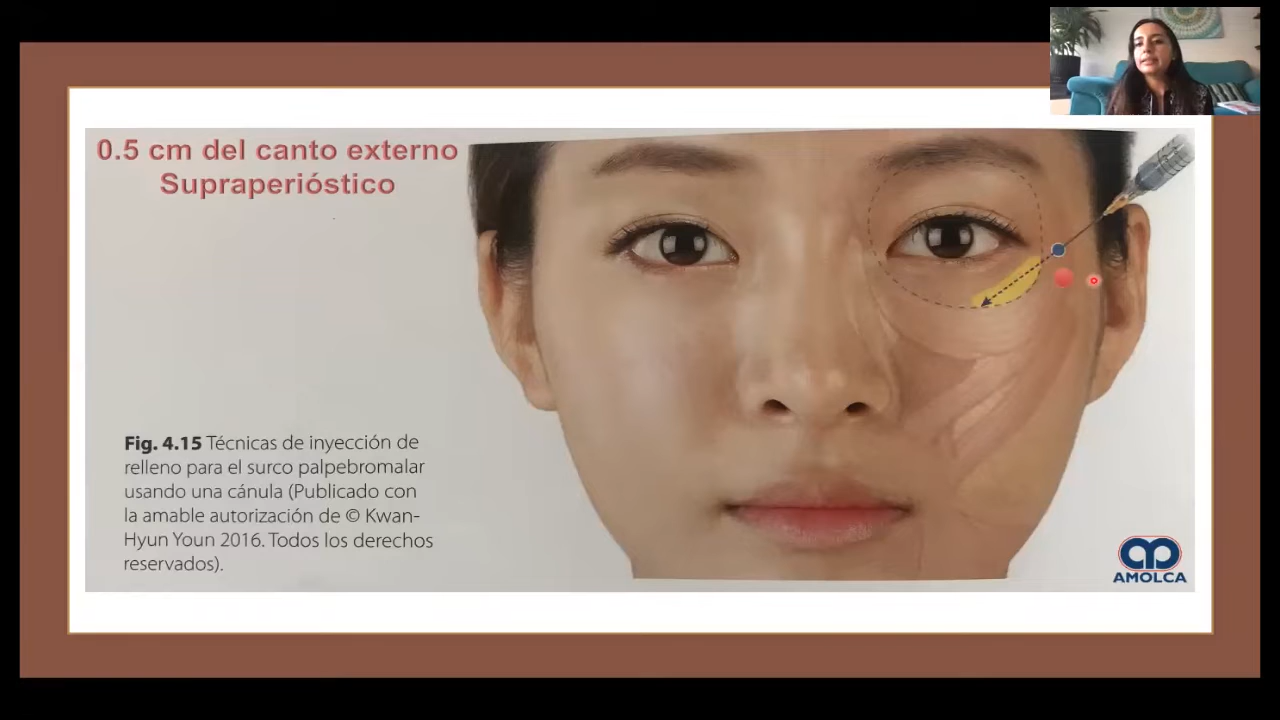 0.5 cm del canto externo
Supraperióstico
Fig. 4.15 Técnicas de inyección de
relleno para el surco palpebromalar
usando una cánula (Publicado con
la amable autorización de © Kwan-
Hyun Youn 2016. Todos los derechos
reservados).
AMOLCA